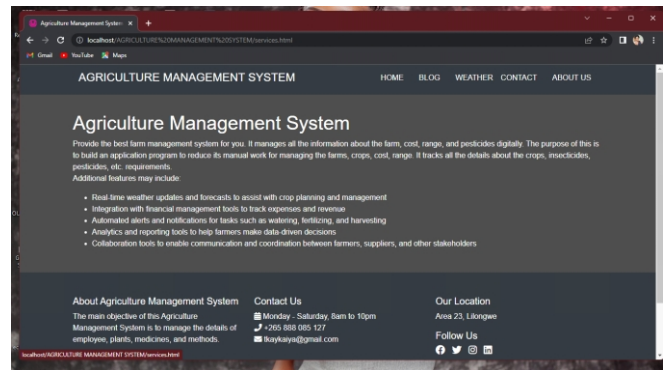 Agriculture Management System
localhost/AGRICULTURE%20MANAGEMENT%20SYSTEM/services.html
Gmail YouTube Maps
AGRICULTURE MANAGEMENT SYSTEM HOME BLOG WEATHER CONTACT ABOUT US
Agriculture Management System
Provide the best farm management system for you. It manages all the information about the farm, cost, range, and pesticides digitally. The purpose of this is
to build an application program to reduce its manual work for managing the farms, crops, cost, range. It tracks all the details about the crops, insecticides,
pesticides, etc. requirements.
Additional features may include:
• Real-time weather updates and forecasts to assist with crop planning and management
• Integration with financial management tools to track expenses and revenue
• Automated alerts and notifications for tasks such as watering, fertilizing, and harvesting
• Analytics and reporting tools to help farmers make data-driven decisions
• Collaboration tools to enable communication and coordination between farmers, suppliers, and other stakeholders
About Agriculture Management System
The main objective of this Agriculture
Management System is to manage the details of
employee, plants, medicines, and methods.
Contact Us
Monday - Saturday, 8am to 10pm
+265 888 085 127
tkaykaiya@gmail.com
Our Location
Area 23, Lilongwe
Follow Us
localhost/AGRICULTURE MANAGEMENT SYSTEM/services.html